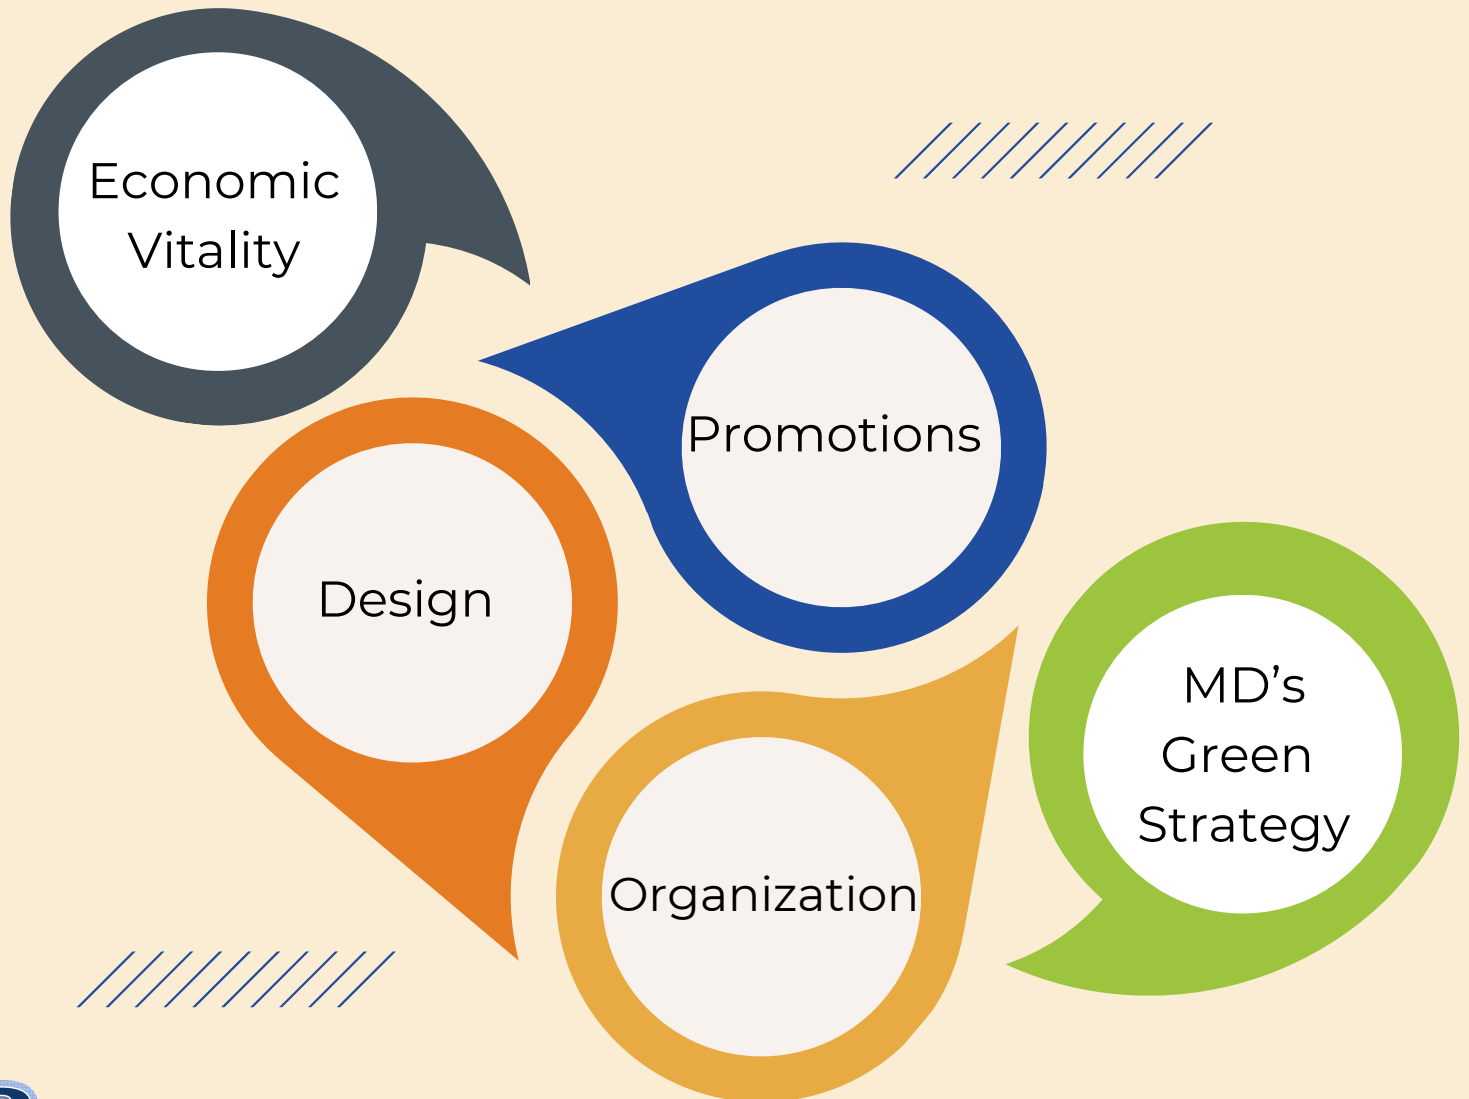 Economic
Vitality
Promotions
Design
MD’s
Green
Strategy
Organization